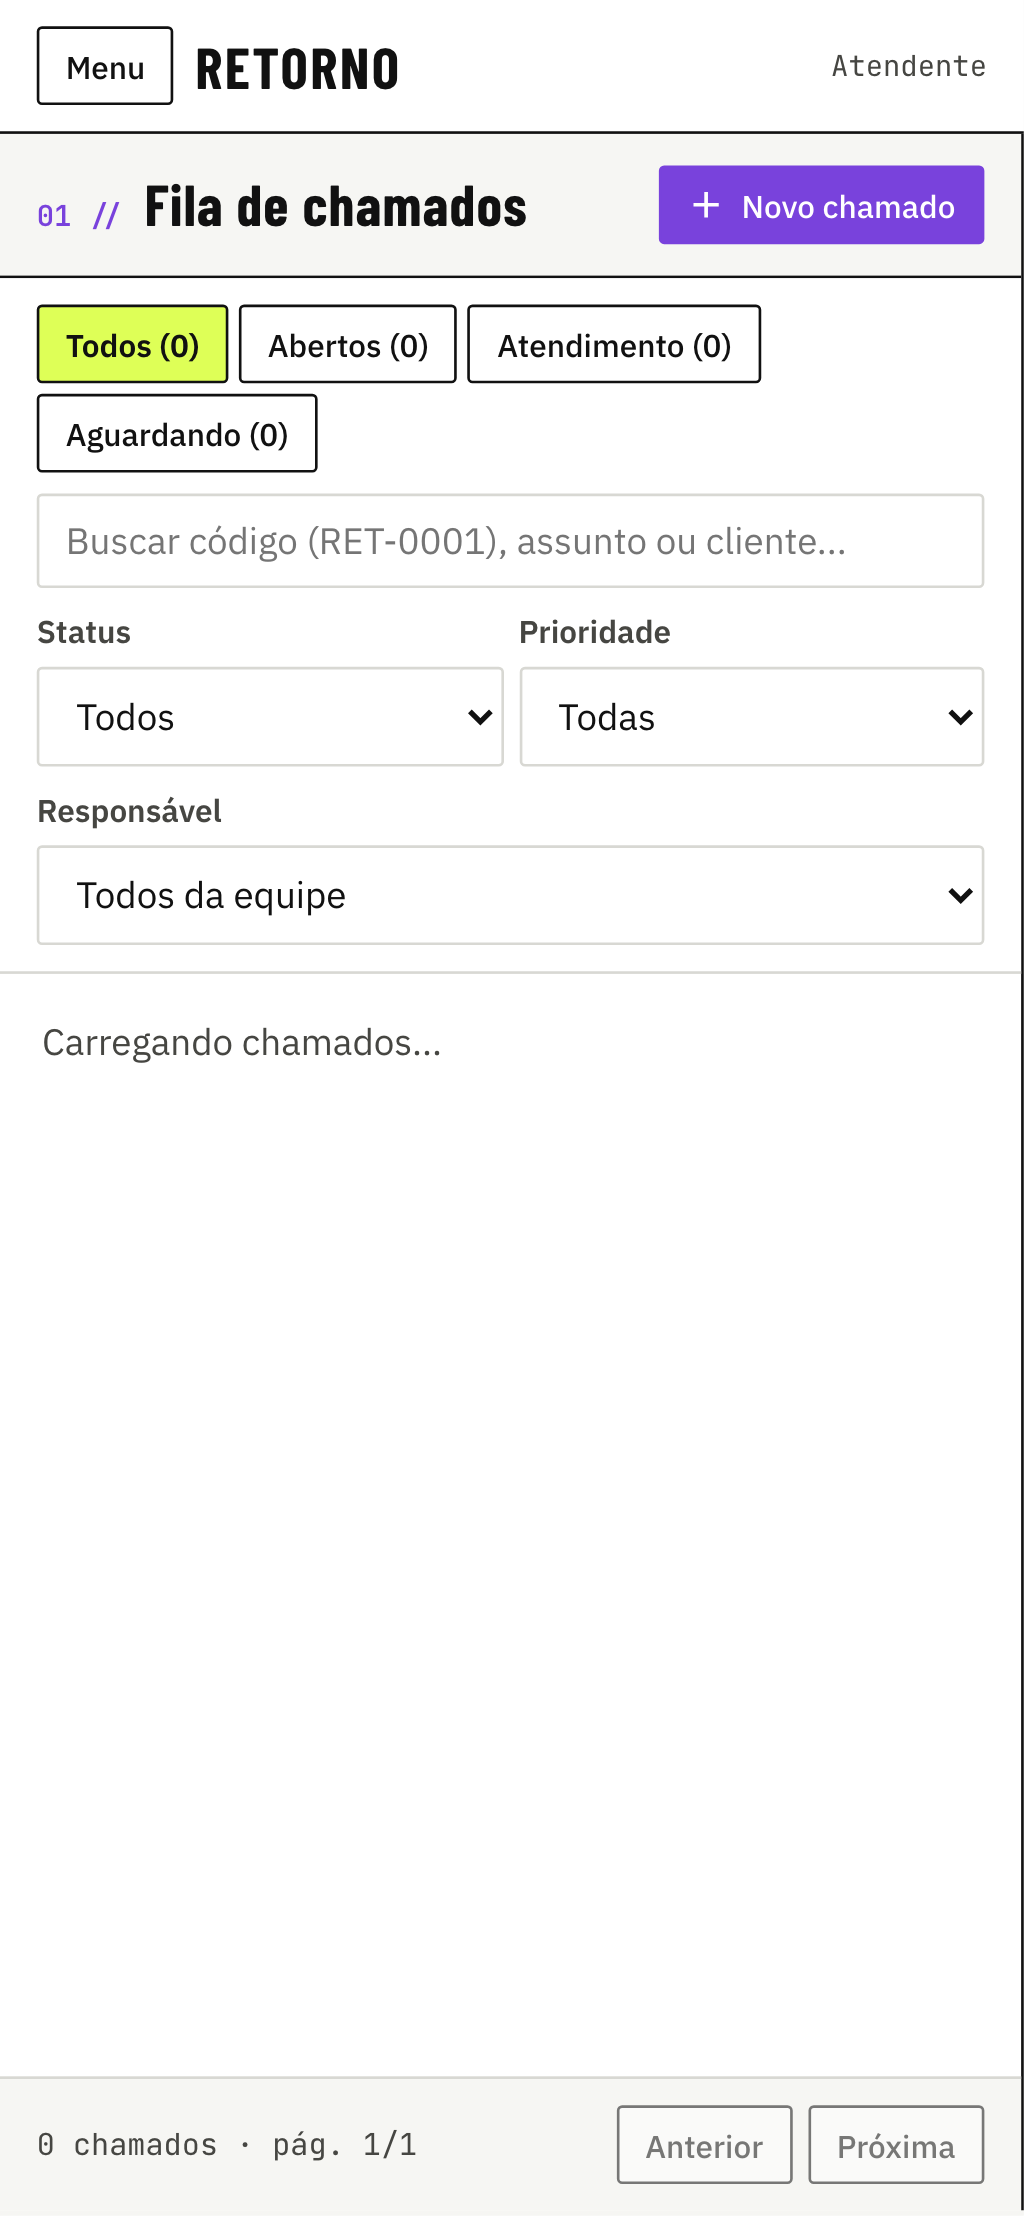 Menu RETORNO Atendente
01 // Fila de chamados + Novo chamado
Todos (0) Abertos (0) Atendimento (0)
Aguardando (0)
Buscar código (RET-0001), assunto ou cliente...
Status Prioridade
Todos Todas
Responsável
Todos da equipe
Carregando chamados...
0 chamados · pág. 1/1 Anterior Próxima